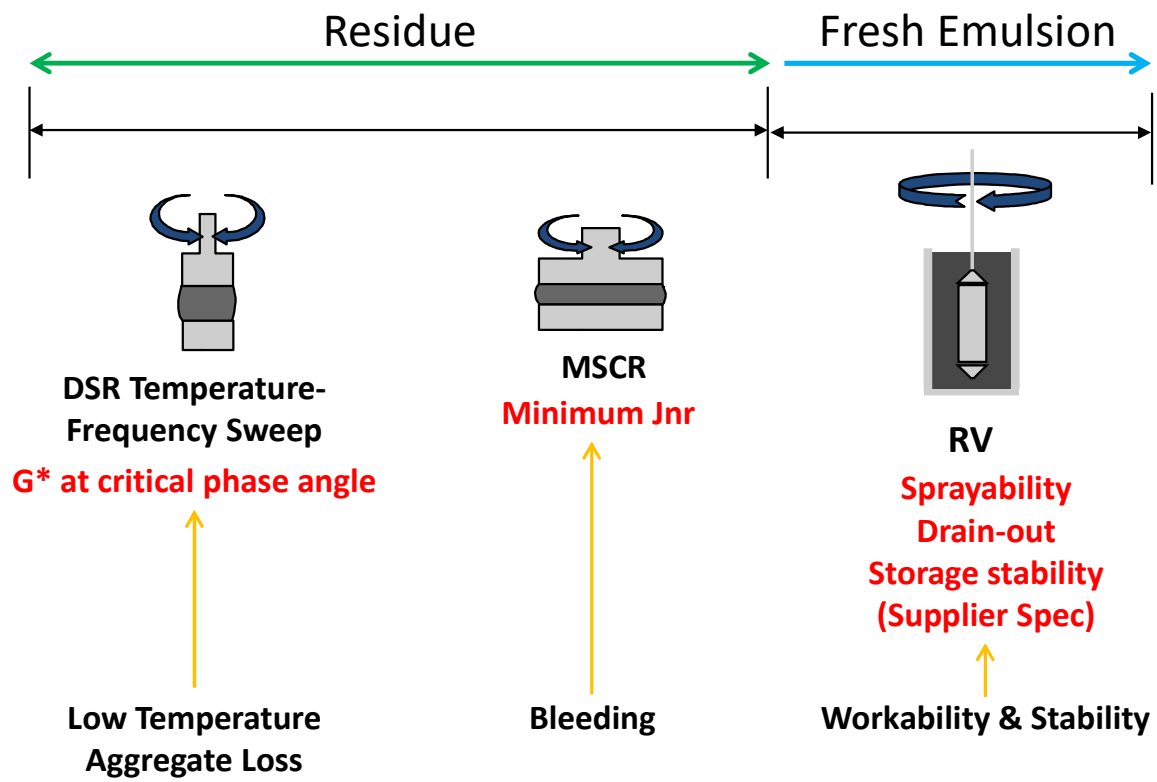 Residue
Fresh Emulsion
DSR Temperature-
Frequency Sweep
G* at critical phase angle
Low Temperature
Aggregate Loss
MSCR
Minimum Jnr
Bleeding
RV
Sprayability
Drain-out
Storage stability
(Supplier Spec)
Workability & Stability